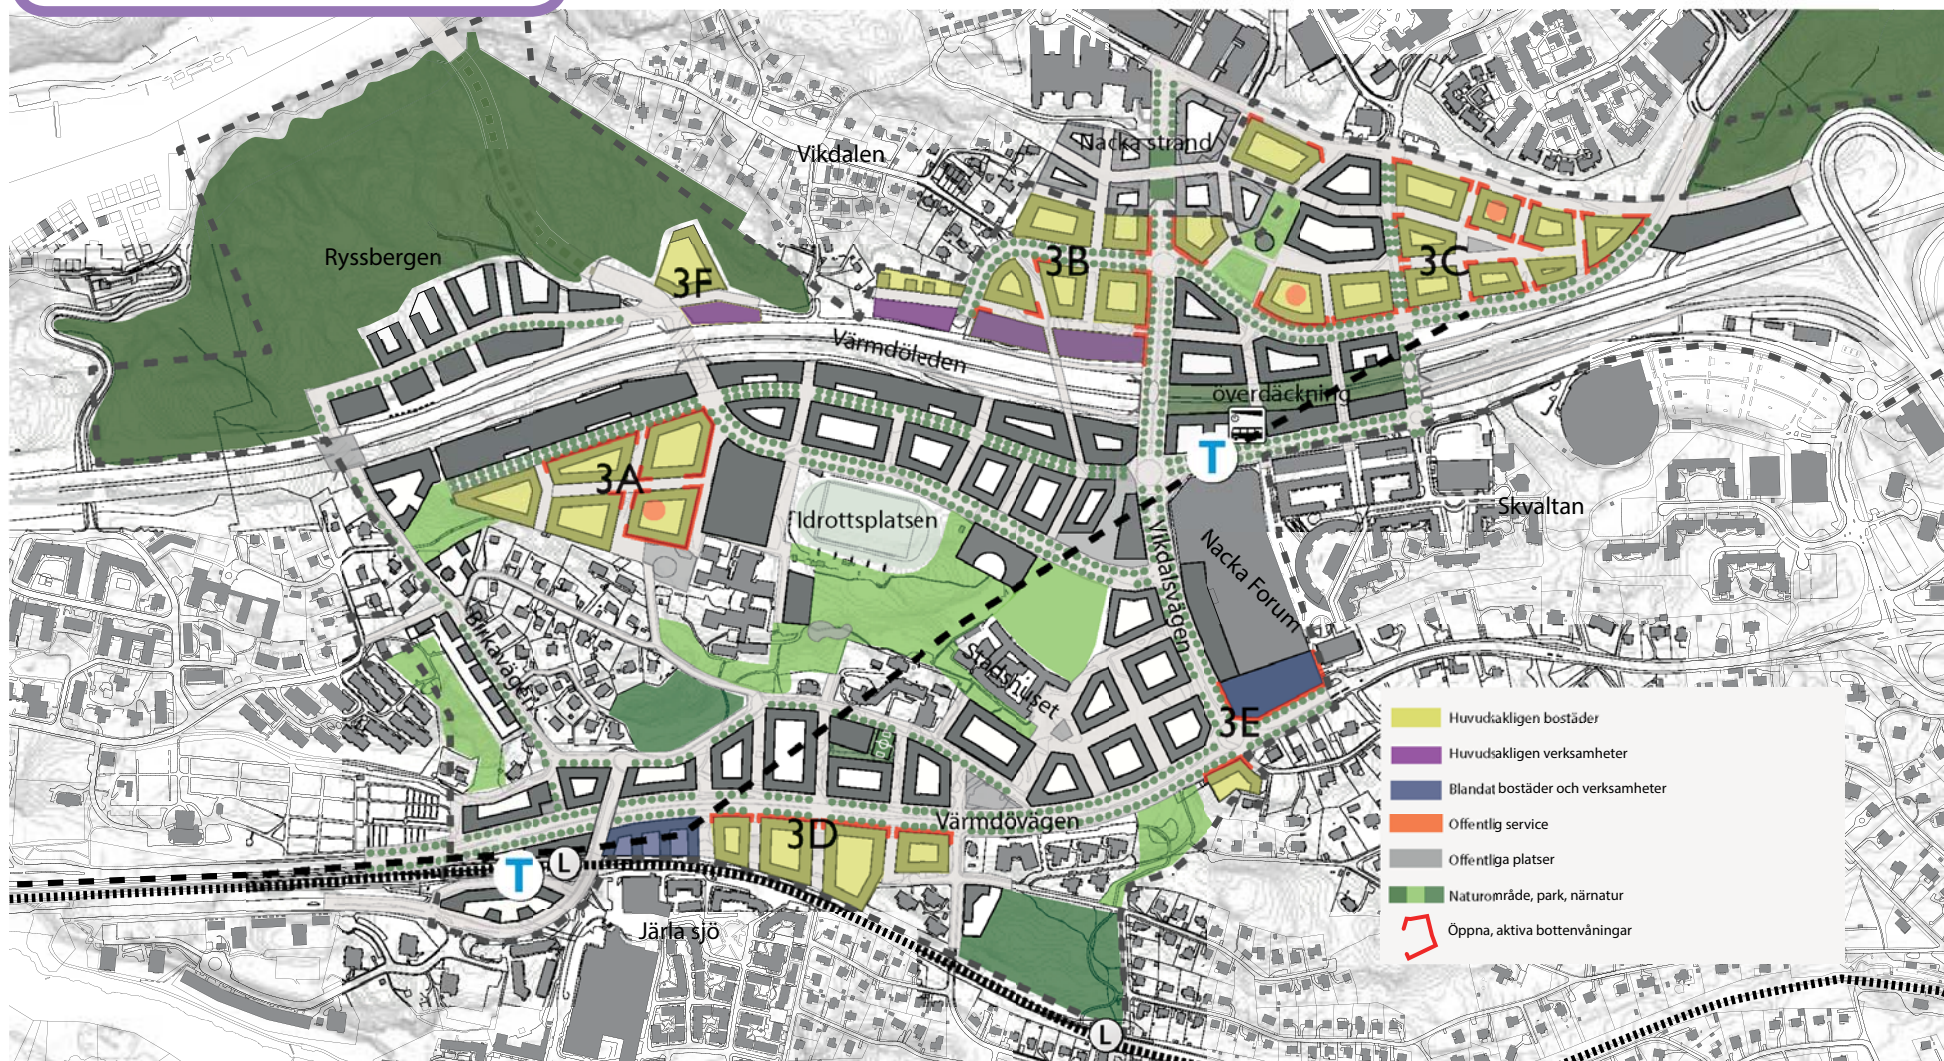 Nacka strand
Vikdalen
Ryssbergen
3F
3B
3C
Värmdöleden
överdäckning
T
3A
Idrottsplatsen
Skvaltan
Vikdalsvägen
Nacka Forum
Birkavägen
Stadshuset
3E
Värmdövägen
3D
T
L
Järla sjö
L
Huvudsakligen bostäder
Huvudsakligen verksamheter
Blandat bostäder och verksamheter
Offentlig service
Offentliga platser
Naturområde, park, närnatur
Öppna, aktiva bottenvåningar